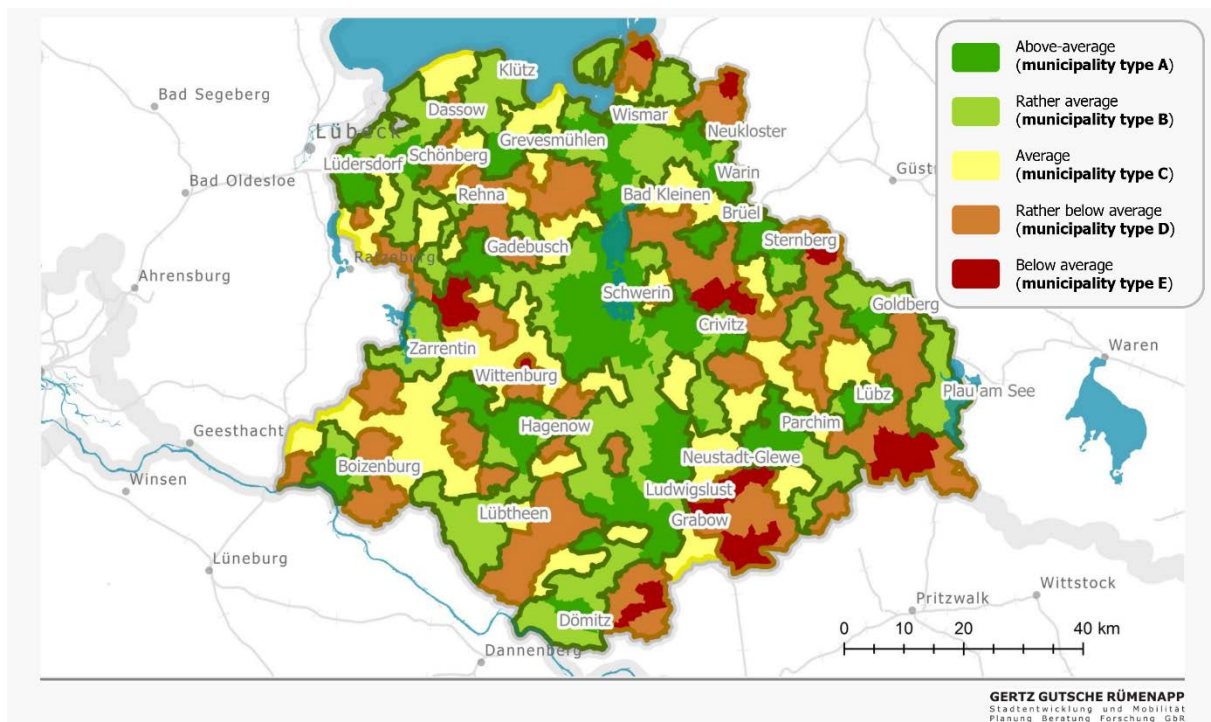 Above-average
(municipality type A)
Rather average
(municipality type B)
Average
(municipality type C)
Rather below average
(municipality type D)
Below average
(municipality type E)
Klütz
Bad Segeberg
Dassow
Wismar
Lübeck
Neukloster
Grevesmühlen
Schönberg
Lüdersdorf
Güst
Warin
Bad Oldesloe
Rehna
Bad Kleinen
Brüel
Sternberg
Gadebusch
Ratzeburg
Ahrensburg
Schwerin
Goldberg
Crivitz
Zarrentin
Waren
Wittenburg
Lübz
Plau am See
Hagenow
Parchim
Geesthacht
Neustadt-Glewe
Boizenburg
Winsen
Ludwigslust
Lübtheen
Grabow
Lüneburg
Wittstock
Pritzwalk
Dömitz
0 10 20 40 km
Dannenberg
GERTZ GUTSCHE RÜMENAPP
Stadtentwicklung und Mobilität
Planung Beratung Forschung GbR